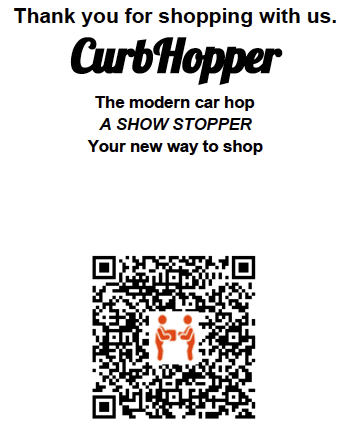 Thank you for shopping with us.
CurbHopper
The modern car hop
A SHOW STOPPER
Your new way to shop